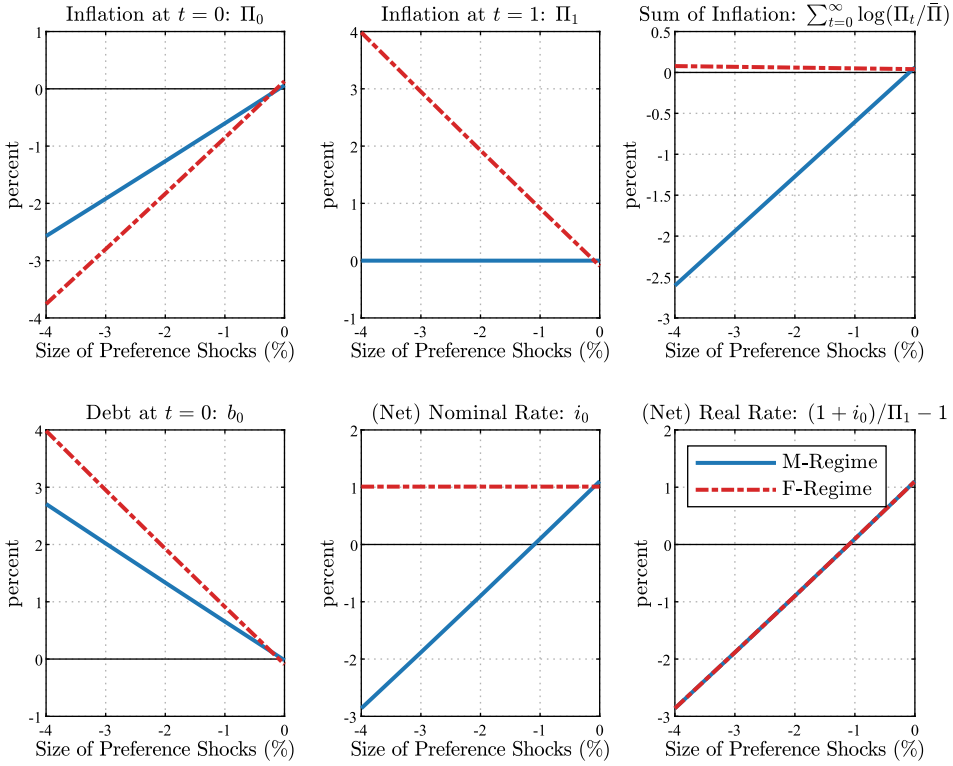 Inflation at t = 0: Π₀
percent
1
0
-1
-2
-3
-4
-4 -3 -2 -1 0
Size of Preference Shocks (%)
Inflation at t = 1: Π₁
percent
4
3
2
1
0
-1
-4 -3 -2 -1 0
Size of Preference Shocks (%)
Sum of Inflation: ∑_{t=0}^{∞} log(Π_t/Π̄)
percent
0.5
0
-0.5
-1
-1.5
-2
-2.5
-3
-4 -3 -2 -1 0
Size of Preference Shocks (%)
Debt at t = 0: b₀
percent
4
3
2
1
0
-1
-4 -3 -2 -1 0
Size of Preference Shocks (%)
(Net) Nominal Rate: i₀
percent
2
1
0
-1
-2
-3
-4 -3 -2 -1 0
Size of Preference Shocks (%)
(Net) Real Rate: (1 + i₀)/Π₁ − 1
percent
2
1
0
-1
-2
-3
M-Regime
F-Regime
-4 -3 -2 -1 0
Size of Preference Shocks (%)